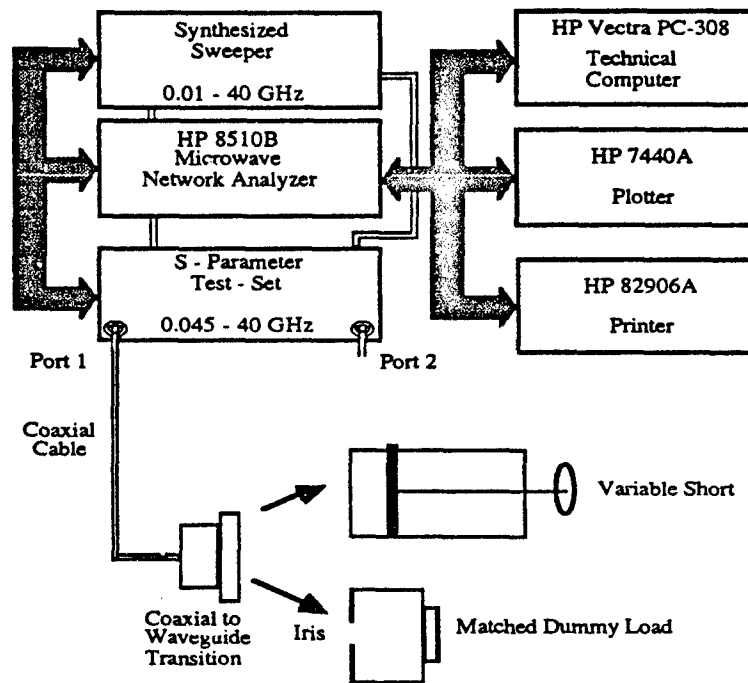 Synthesized
Sweeper
0.01 - 40 GHz
HP 8510B
Microwave
Network Analyzer
S - Parameter
Test - Set
0.045 - 40 GHz
Port 1
Port 2
HP Vectra PC-308
Technical
Computer
HP 7440A
Plotter
HP 82906A
Printer
Coaxial
Cable
Variable Short
Coaxial to
Waveguide
Transition
Iris
Matched Dummy Load